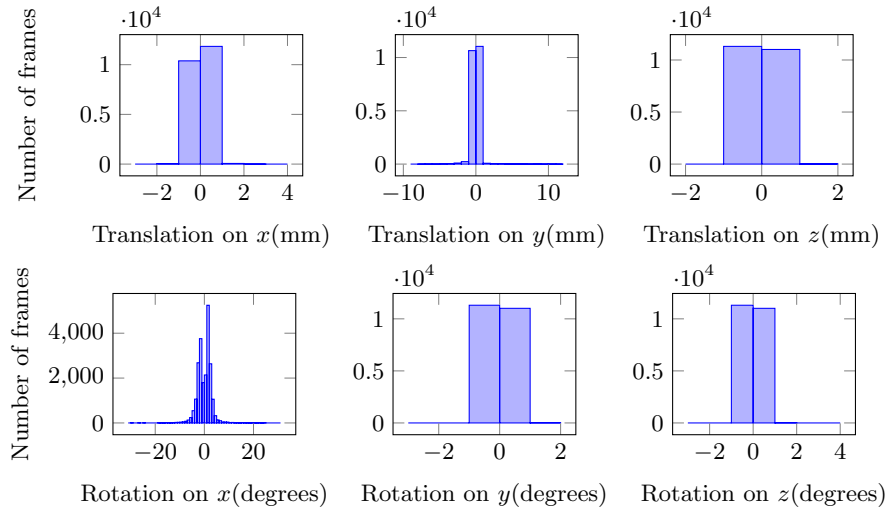 Number of frames
·10^4
1
0.5
0
−2 0 2 4
Translation on x(mm)
·10^4
1
0.5
0
−10 0 10
Translation on y(mm)
·10^4
1
0.5
0
−2 0 2
Translation on z(mm)
Number of frames
4,000
2,000
0
−20 0 20
Rotation on x(degrees)
·10^4
1
0.5
0
−2 0 2
Rotation on y(degrees)
·10^4
1
0.5
0
−2 0 2 4
Rotation on z(degrees)